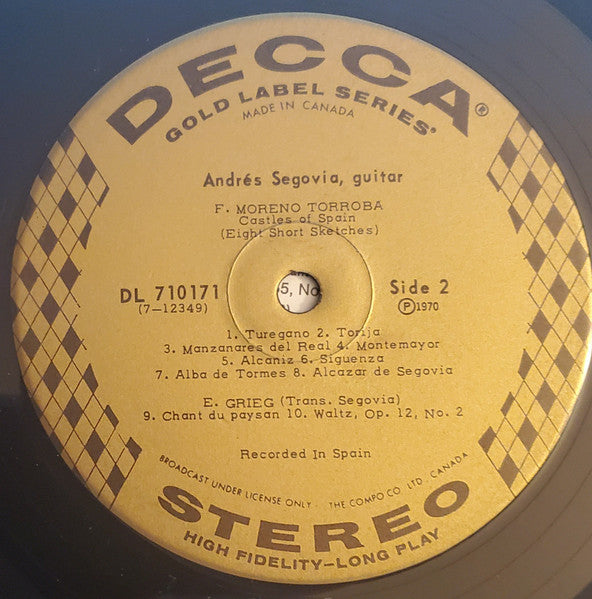 DECCA®
GOLD LABEL SERIES®
MADE IN CANADA
Andrés Segovia, guitar
F. MORENO TORROBA
Castles of Spain
(Eight Short Sketches)
DL 710171
(7-12349)
5, No
Side 2
Ⓟ1970
1. Turegano 2. Torija
3. Manzanares del Real 4. Montemayor
5. Alcaniz 6. Siguenza
7. Alba de Tormes 8. Alcazar de Segovia
E. GRIEG (Trans. Segovia)
9. Chant du paysan 10. Waltz, Op. 12, No. 2
Recorded In Spain
BROADCAST UNDER LICENSE ONLY · THE COMPO CO. LTD. CANADA
STEREO
HIGH FIDELITY–LONG PLAY